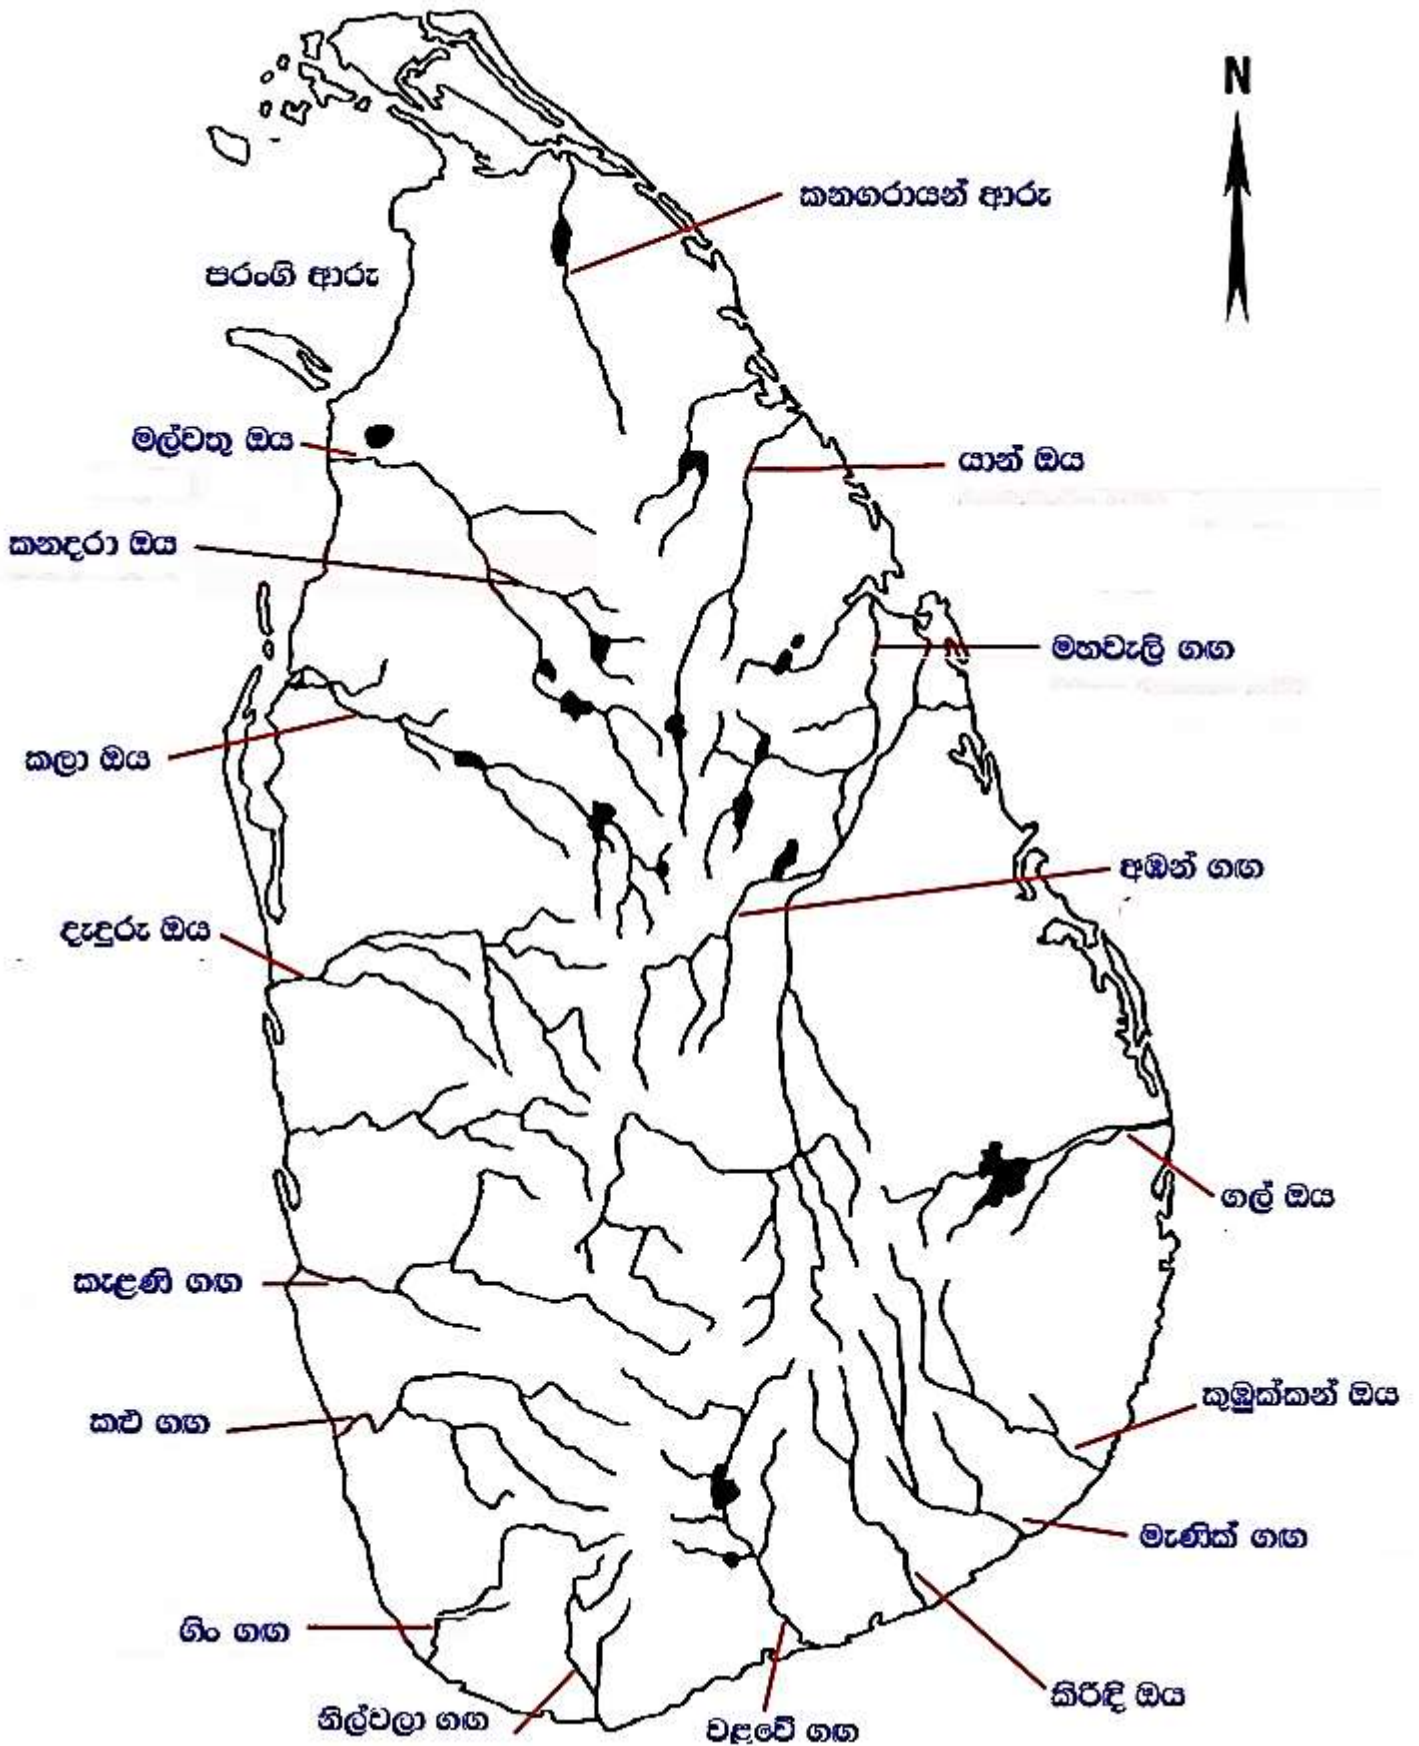 N
කනගරායන් ආරු
පරංගි ආරු
මල්වතු ඔය
යාන් ඔය
කනදරා ඔය
මහවැලි ගඟ
කලා ඔය
අඹන් ගඟ
දැදුරු ඔය
ගල් ඔය
කැළණි ගඟ
කුඹුක්කන් ඔය
කළු ගඟ
මැණික් ගඟ
ගිං ගඟ
කිරිඳි ඔය
නිල්වලා ගඟ
වළවේ ගඟ